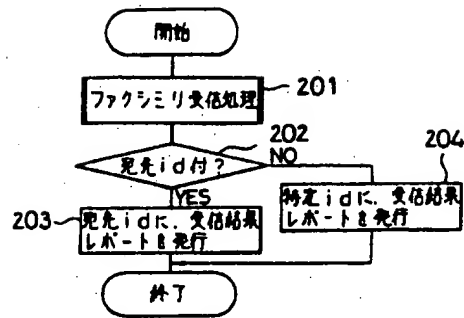 開始
201
ファクシミリ受信処理
202
宛先id付?
NO
204
YES
特定idに、受信結果
レポートを発行
203
宛先idに、受信結果
レポートを発行
終了